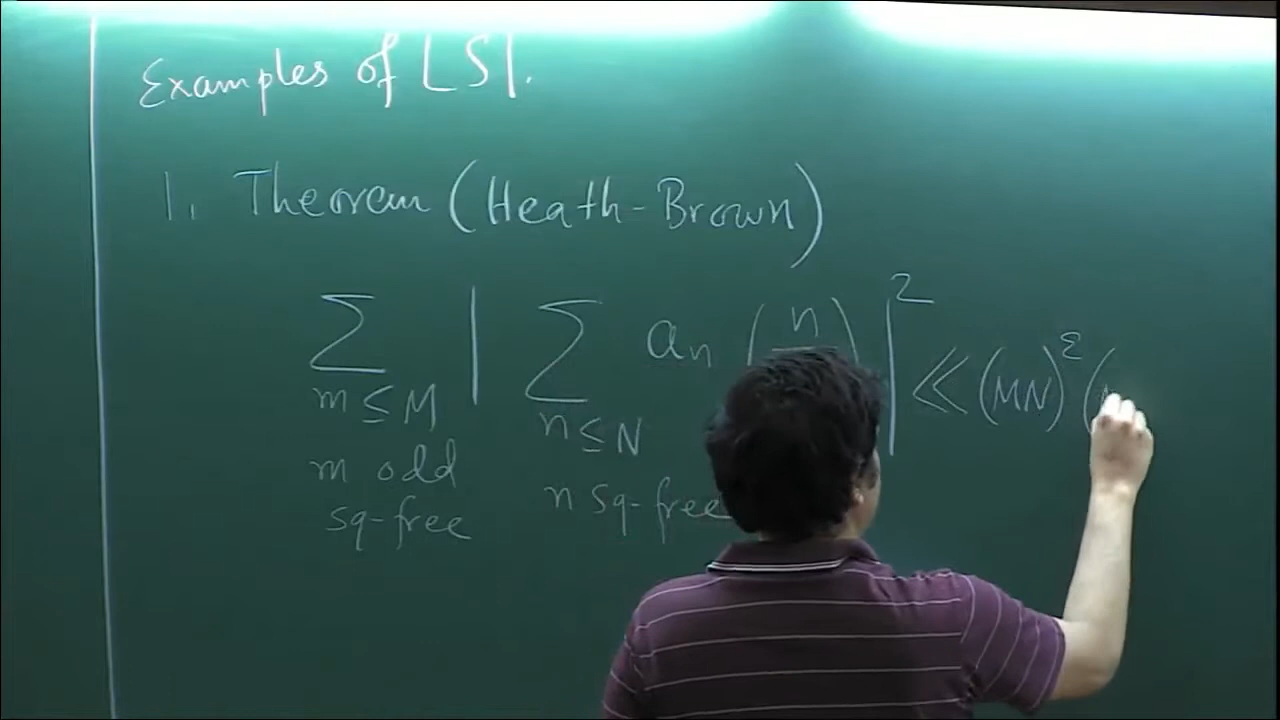 Examples of LSI.
1. Theorem (Heath-Brown)
∑ | ∑ aₙ (n) |² ≪ (MN)^ε (
m ≤ M n ≤ N
m odd n sq-free
sq-free